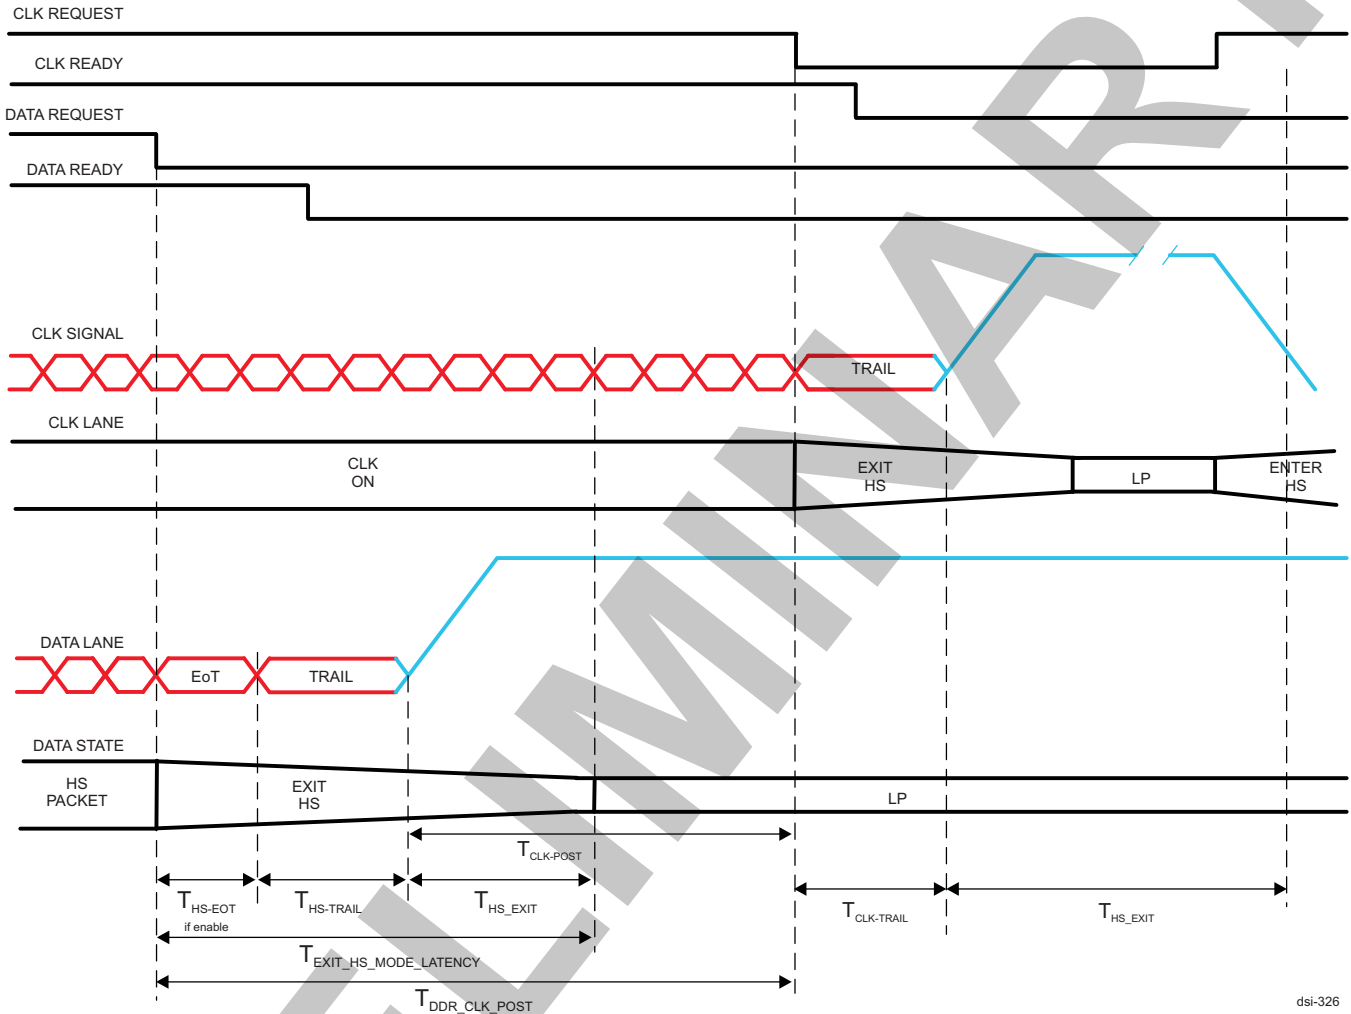 CLK REQUEST
CLK READY
DATA REQUEST
DATA READY
CLK SIGNAL
TRAIL
CLK LANE
CLK
ON
EXIT
HS
LP
ENTER
HS
DATA LANE
EoT
TRAIL
DATA STATE
HS
PACKET
EXIT
HS
LP
TCLK-POST
THS-EOT
if enable
THS-TRAIL
THS_EXIT
TCLK-TRAIL
THS_EXIT
TEXIT_HS_MODE_LATENCY
TDDR_CLK_POST
dsi-326